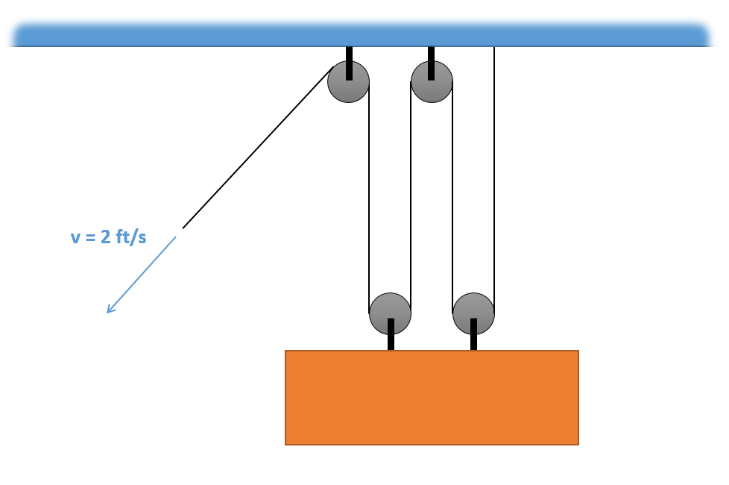 v = 2 ft/s